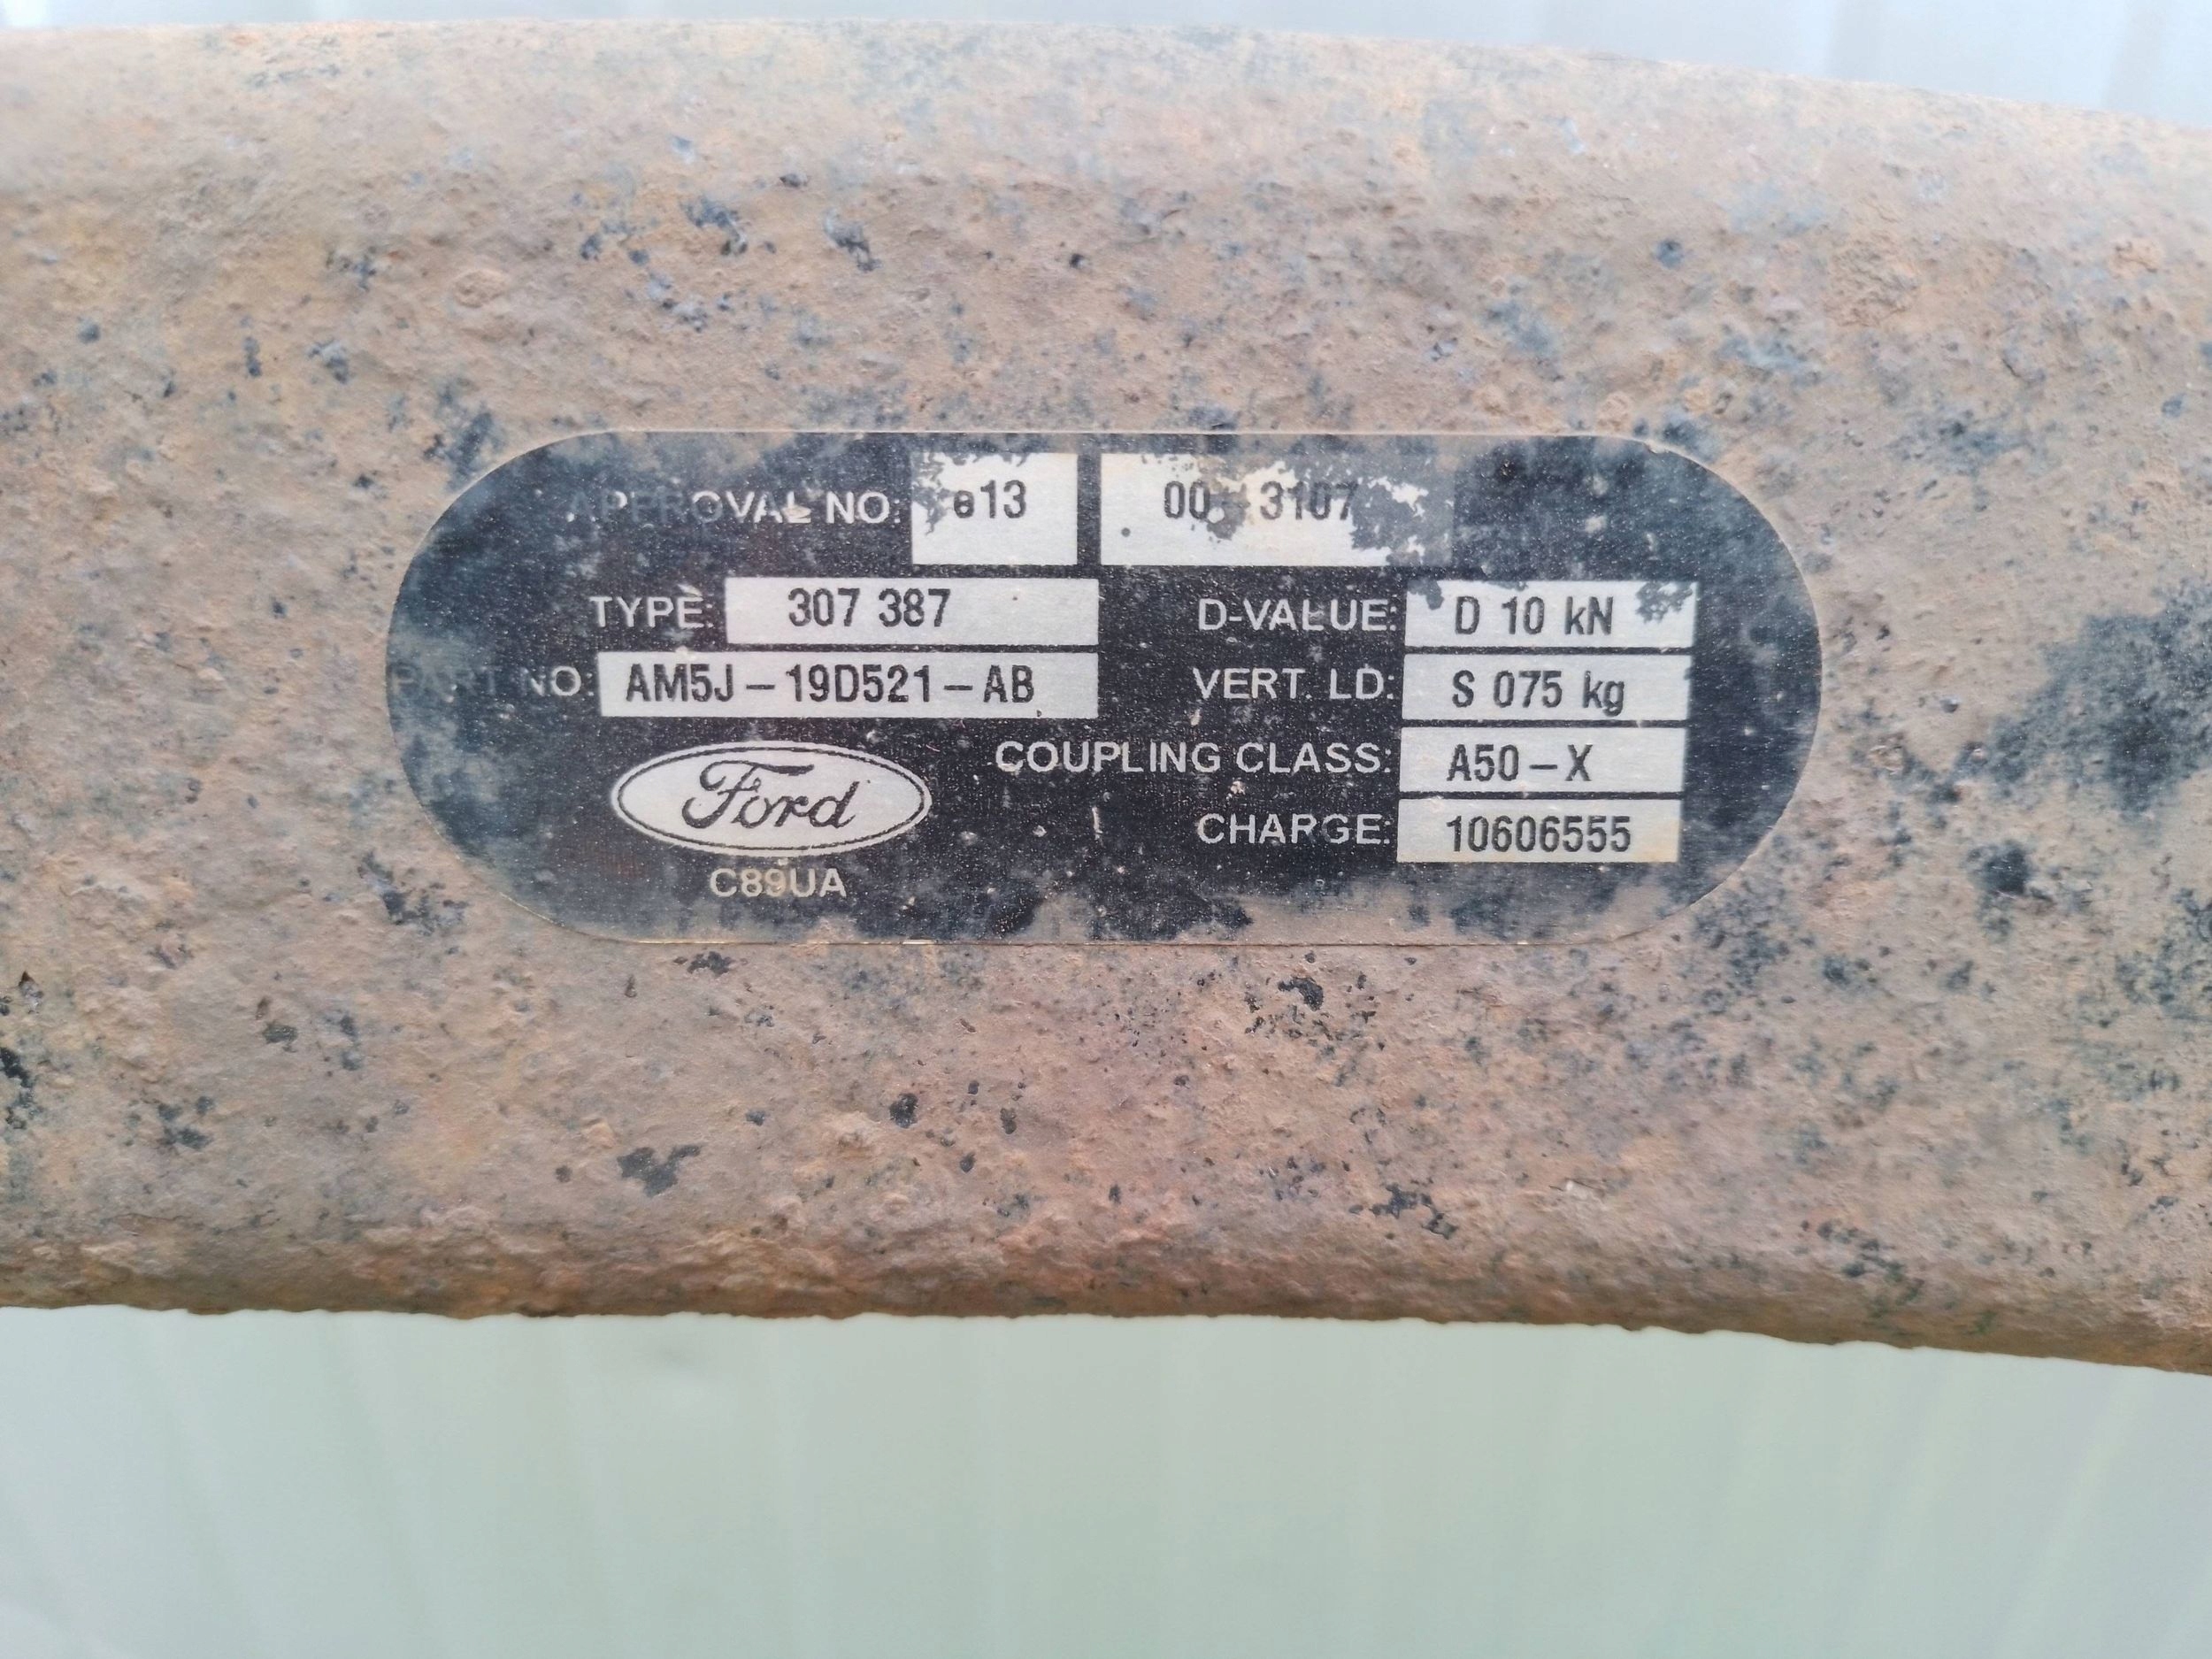 APPROVAL NO: e13 00-3107
TYPE: 307 387
D-VALUE: D 10 kN
PART NO: AM5J-19D521-AB
VERT. LD: S 075 kg
COUPLING CLASS: A50-X
Ford
CHARGE: 10606555
C89UA